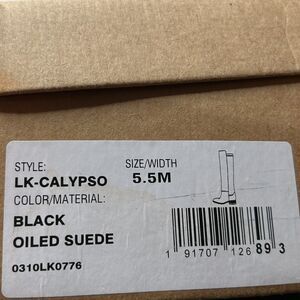 STYLE: SIZE/WIDTH
LK-CALYPSO 5.5M
COLOR/MATERIAL:
BLACK
OILED SUEDE
0310LK0776
1 91707 12689 3